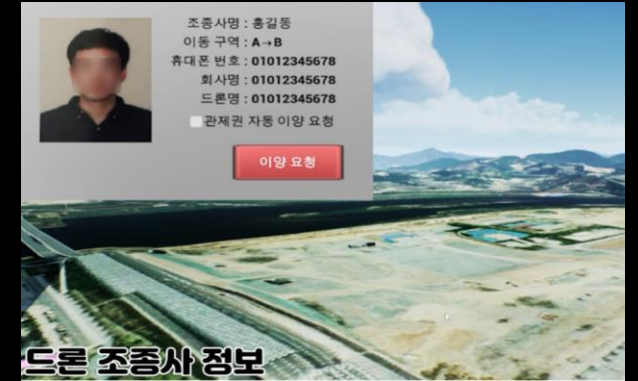 조종사명 : 홍길동
이동 구역 : A→B
휴대폰 번호 : 01012345678
회사명 : 01012345678
드론명 : 01012345678
관제권 자동 이양 요청
이양 요청
드론 조종사 정보